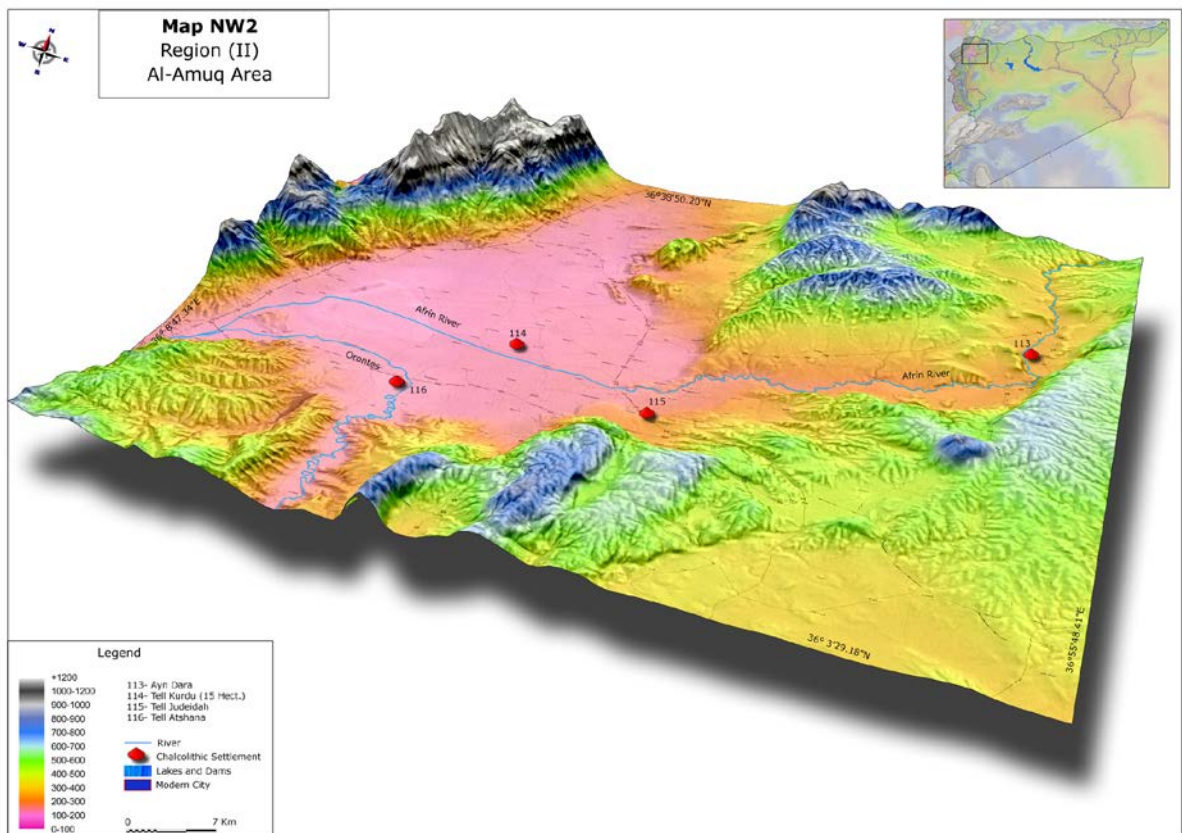 Map NW2
Region (II)
Al-Amuq Area
36° 38'50.20"N
36° 8'47.34"E
Afrin River
114
Orontes
116
113
Afrin River
115
36° 3'29.18"N
36°55'48.41"E
Legend
+1200
1000-1200
900-1000
800-900
700-800
600-700
500-600
400-500
300-400
200-300
100-200
0-100
113- Ayn Dara
114- Tell Kurdu (15 Hect.)
115- Tell Judeidah
116- Tell Atshana
River
Chalcolithic Settlement
Lakes and Dams
Modern City
0 7 Km